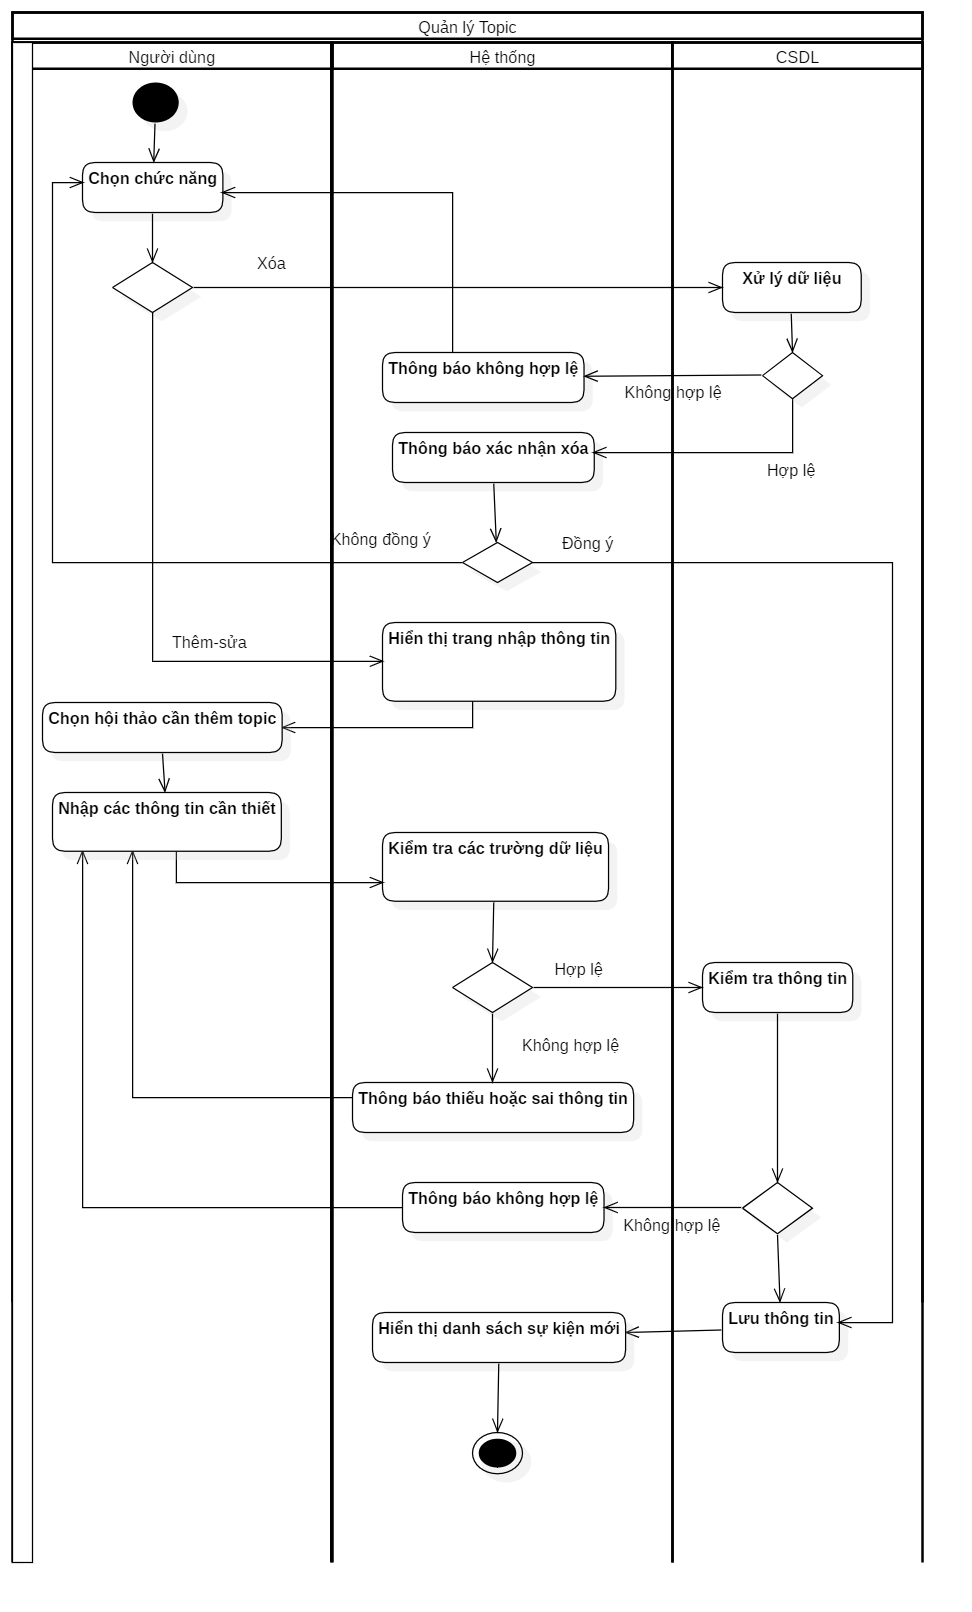 Quản lý Topic
Người dùng
Hệ thống
CSDL
Chọn chức năng
Xóa
Xử lý dữ liệu
Thông báo không hợp lệ
Không hợp lệ
Thông báo xác nhận xóa
Hợp lệ
Không đồng ý
Đồng ý
Thêm-sửa
Hiển thị trang nhập thông tin
Chọn hội thảo cần thêm topic
Nhập các thông tin cần thiết
Kiểm tra các trường dữ liệu
Hợp lệ
Kiểm tra thông tin
Không hợp lệ
Thông báo thiếu hoặc sai thông tin
Thông báo không hợp lệ
Không hợp lệ
Lưu thông tin
Hiển thị danh sách sự kiện mới